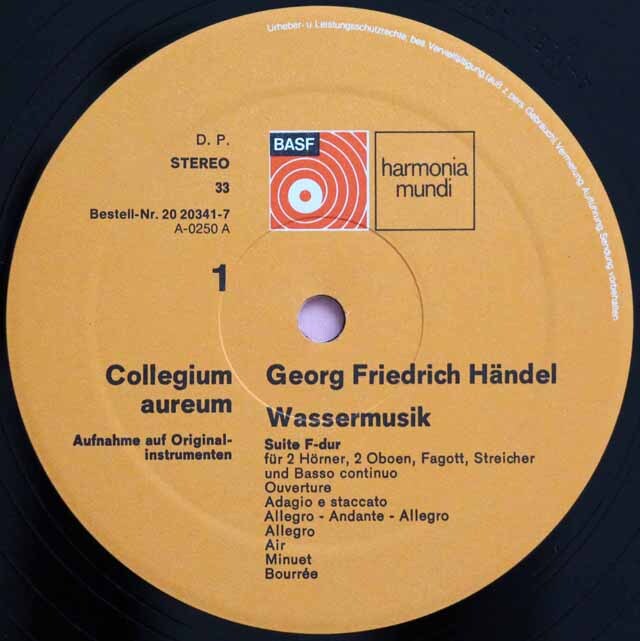 Urheber- u. Leistungsschutzrechte, bes. Vervielfältigung (auß. z. pers. Gebrauch), Vermietung, Aufführung, Sendung vorbehalten
D. P.
STEREO
33
Bestell-Nr. 20 20341-7
A-0250 A
BASF
harmonia
mundi
1
Collegium
aureum
Aufnahme auf Original-
instrumenten
Georg Friedrich Händel
Wassermusik
Suite F-dur
für 2 Hörner, 2 Oboen, Fagott, Streicher
und Basso continuo
Ouverture
Adagio e staccato
Allegro - Andante - Allegro
Allegro
Air
Minuet
Bourrée